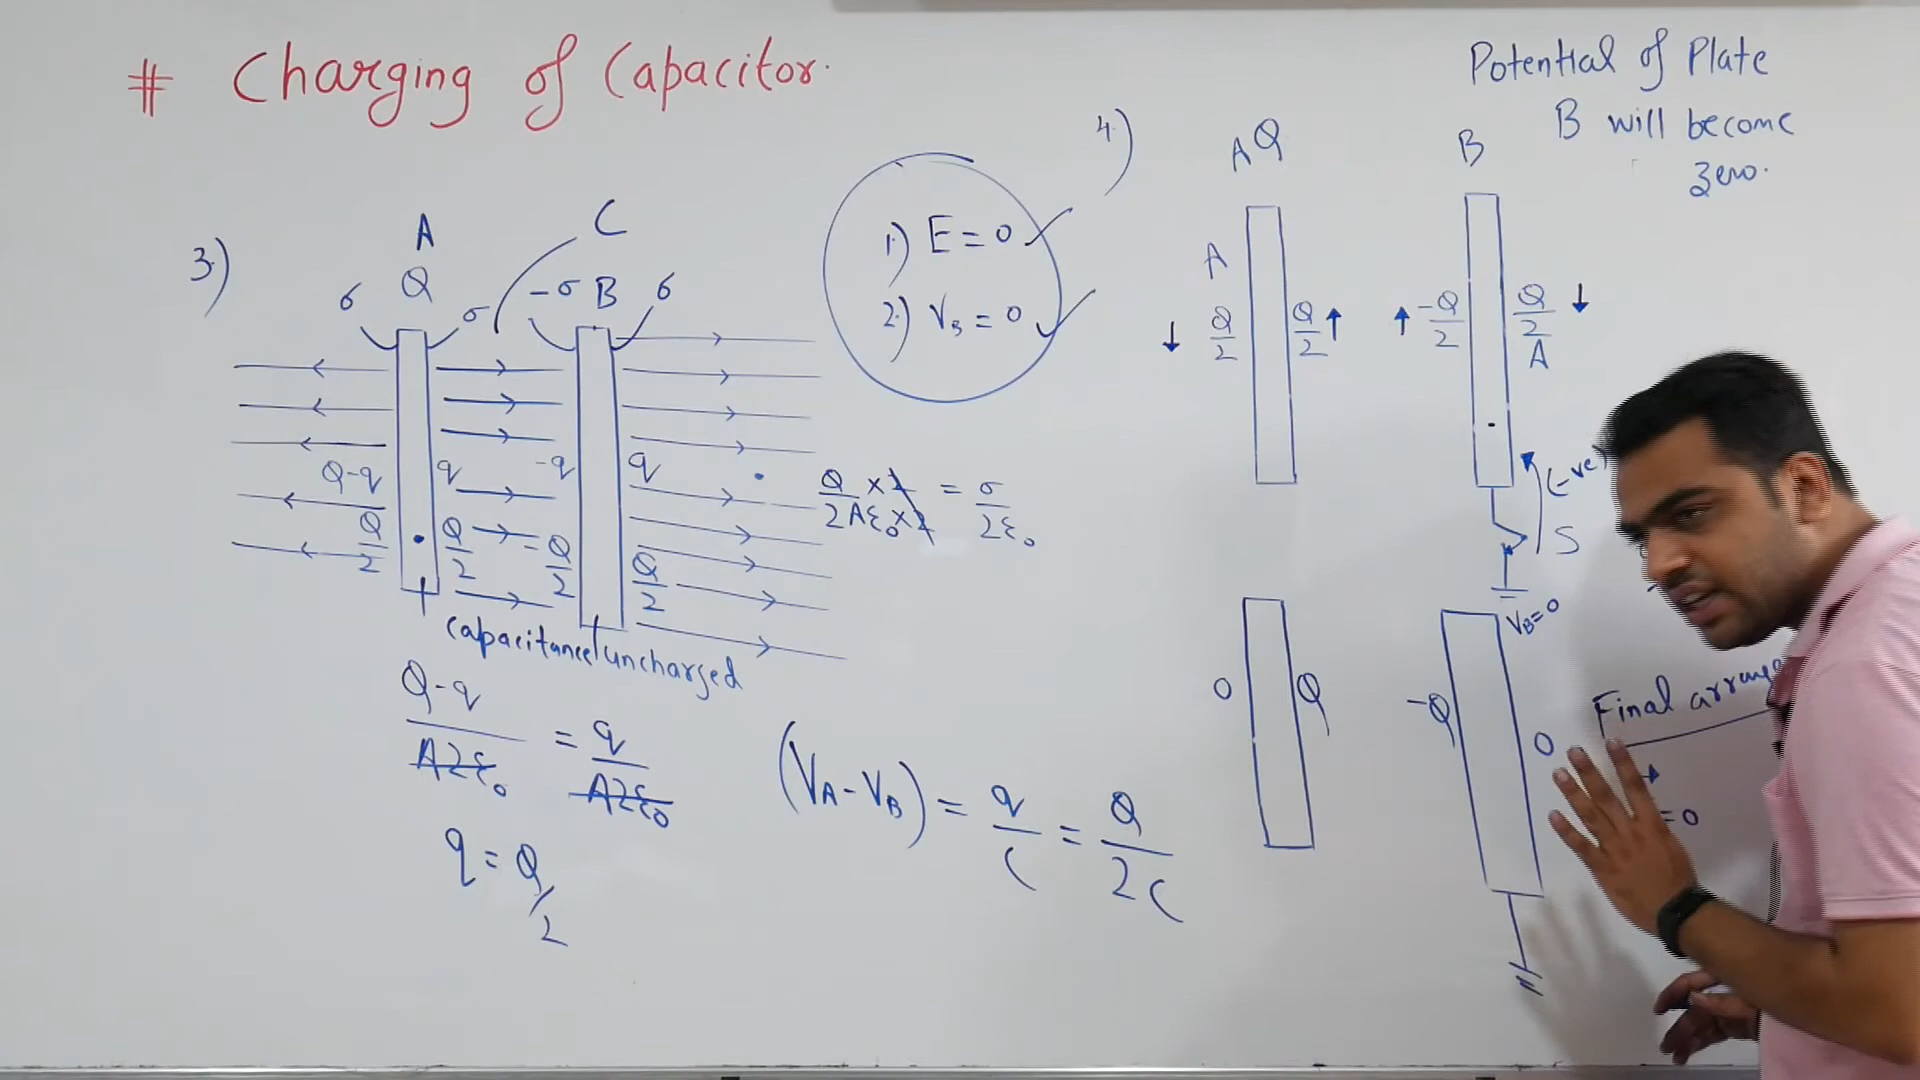 # Charging of Capacitor.
Potential of Plate
B will become
zero.
3.)
A
Q
C
σ
σ
-σ
B
σ
Q-q
q
-q
q
Q/2
Q/2
-Q/2
Q/2
Capacitance
uncharged
(Q-q)/(A2ε₀) = q/(A2ε₀)
q = Q/2
1.) E = 0 ✓
2.) V_B = 0 ✓
Q×2/(2Aε₀×2) = σ/(2ε₀)
(V_A - V_B) = q/C = Q/2C
4.)
A Q
B
A
↓ Q/2
Q/2 ↑
↑ -Q/2
Q/2 ↓
A
(-ve)
S
V_B=0
0
Q
-Q
0
Final
= 0